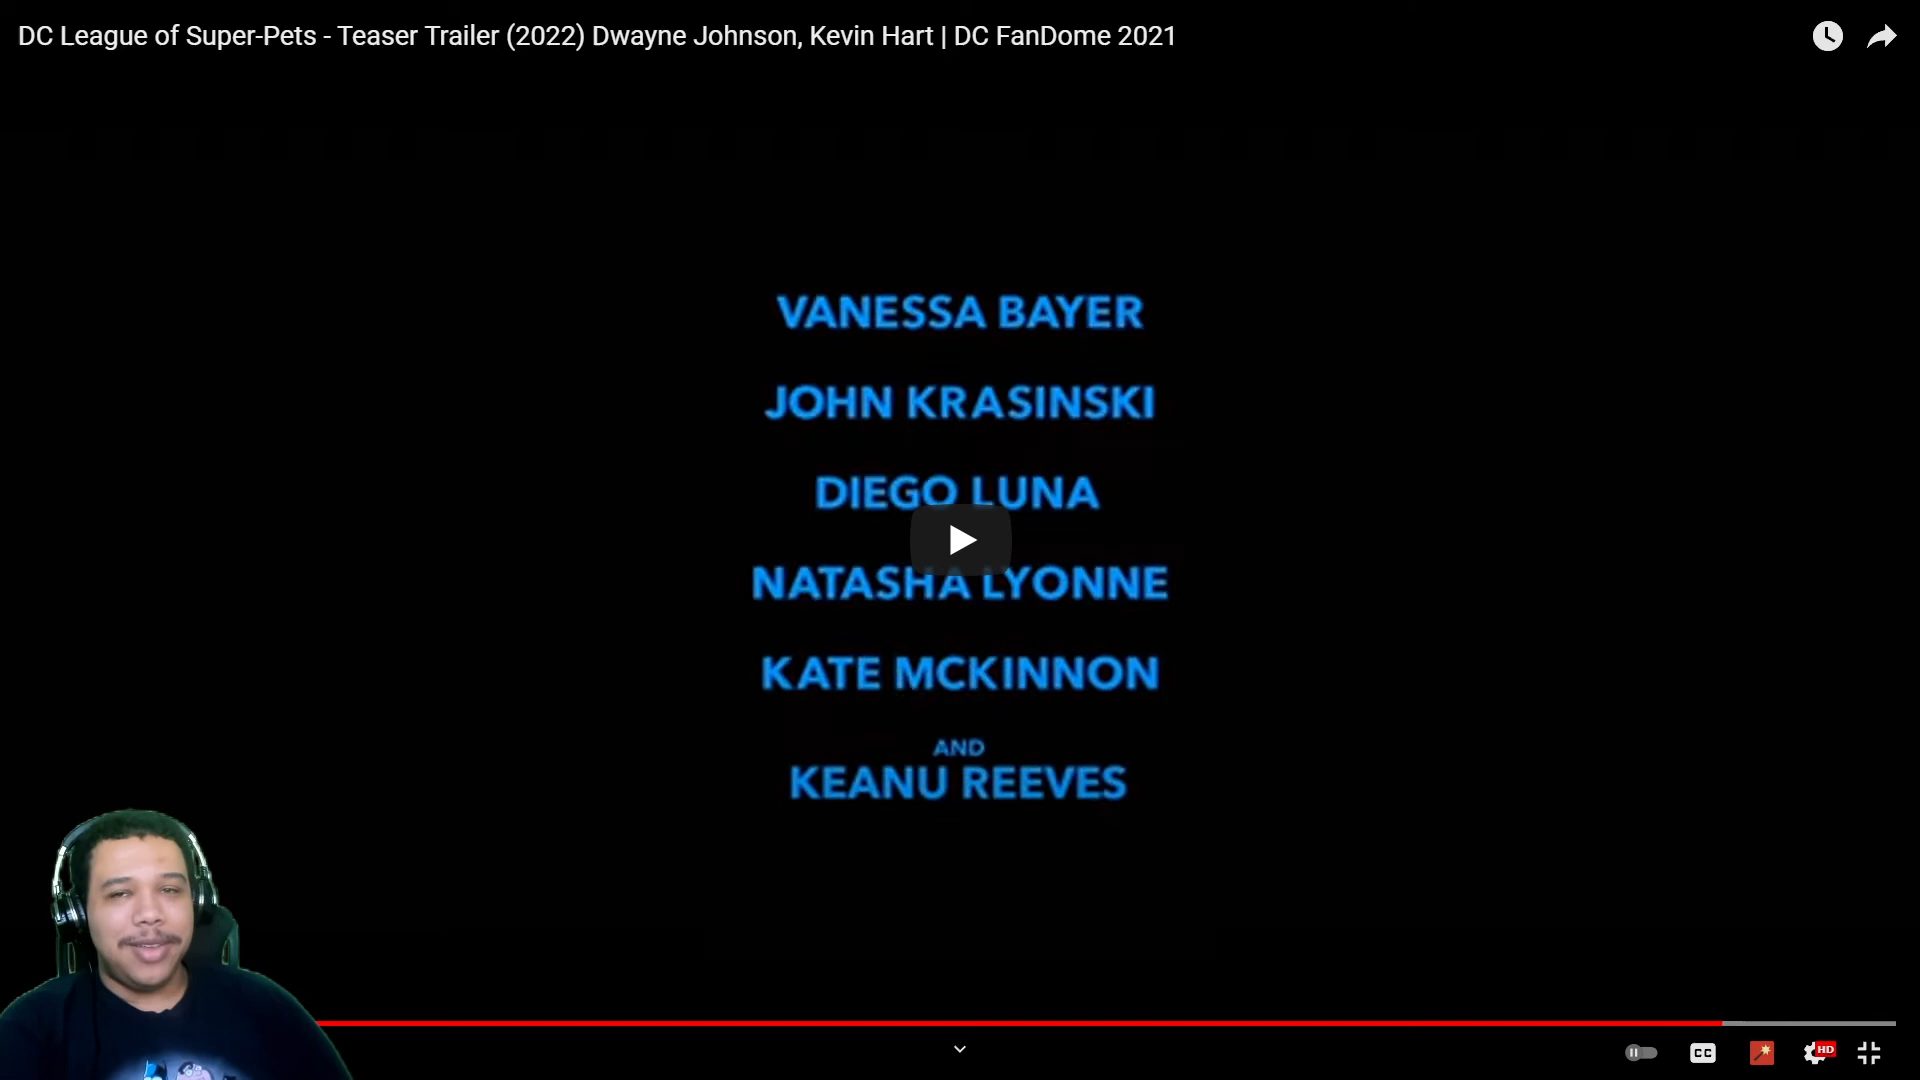 DC League of Super-Pets - Teaser Trailer (2022) Dwayne Johnson, Kevin Hart | DC FanDome 2021
VANESSA BAYER
JOHN KRASINSKI
DIEGO LUNA
NATASHA LYONNE
KATE MCKINNON
AND
KEANU REEVES
CC
HD